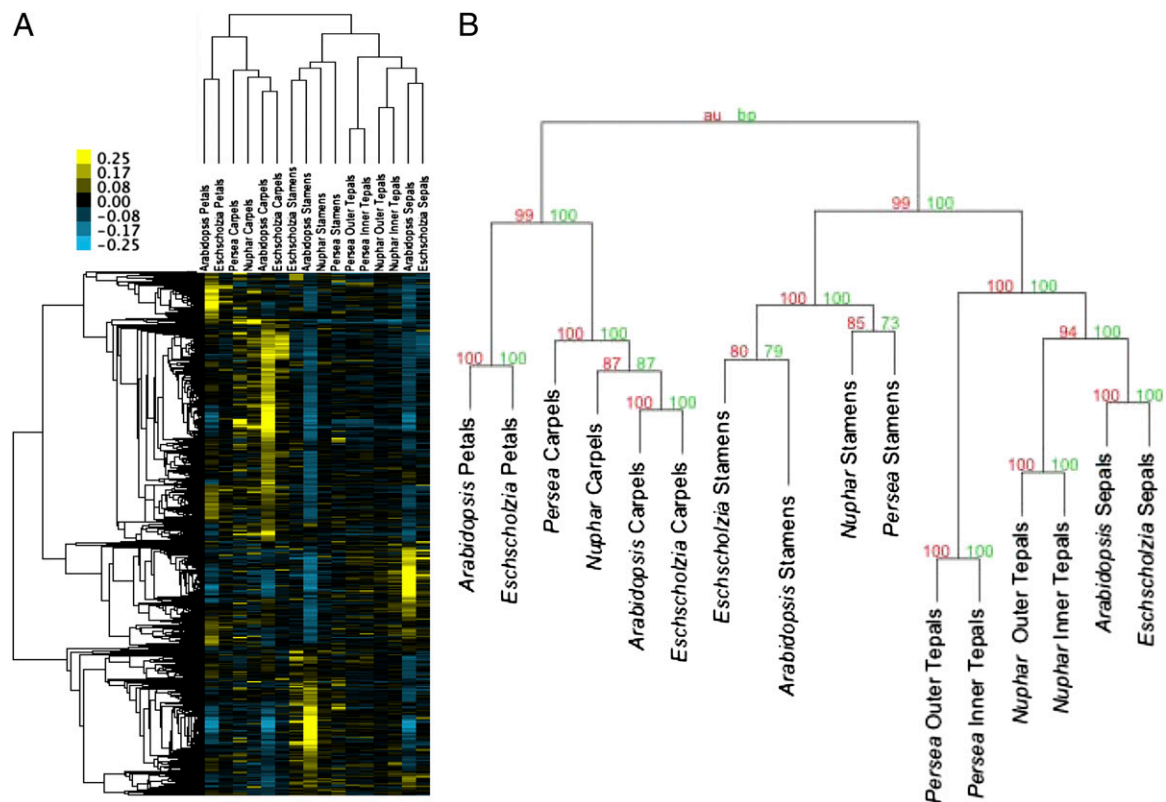 A
B
0.25
0.17
0.08
0.00
-0.08
-0.17
-0.25
Arabidopsis Petals
Eschscholzia Petals
Persea Carpels
Nuphar Carpels
Arabidopsis Carpels
Eschscholzia Carpels
Eschscholzia Stamens
Arabidopsis Stamens
Nuphar Stamens
Persea Stamens
Persea Outer Tepals
Persea Inner Tepals
Nuphar Outer Tepals
Nuphar Inner Tepals
Arabidopsis Sepals
Eschscholzia Sepals
au bp
99 100
99 100
100 100
100 100
100 100
85 73
94 100
80 79
100 100
87 87
100 100
100 100
100 100
100 100
Arabidopsis Petals
Eschscholzia Petals
Persea Carpels
Nuphar Carpels
Arabidopsis Carpels
Eschscholzia Carpels
Eschscholzia Stamens
Arabidopsis Stamens
Nuphar Stamens
Persea Stamens
Persea Outer Tepals
Persea Inner Tepals
Nuphar Outer Tepals
Nuphar Inner Tepals
Arabidopsis Sepals
Eschscholzia Sepals